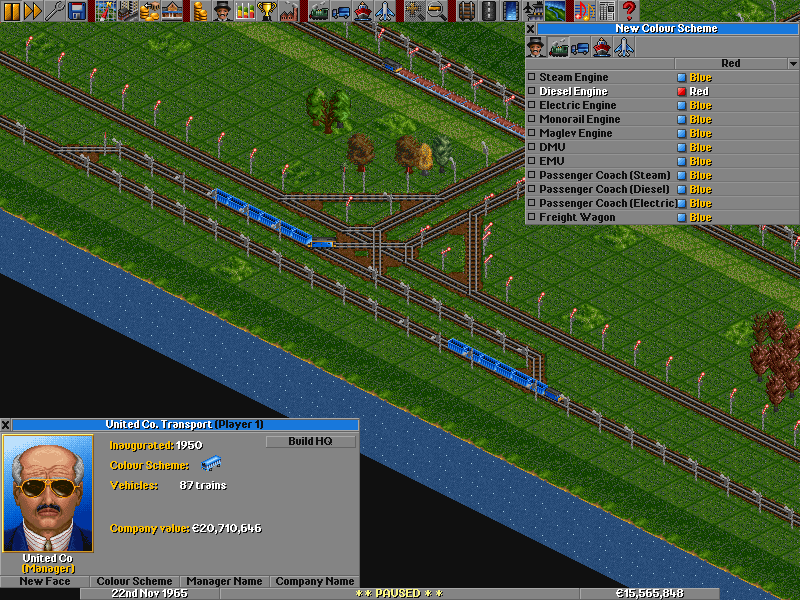 New Colour Scheme
Red
Steam Engine Blue
Diesel Engine Red
Electric Engine Blue
Monorail Engine Blue
Maglev Engine Blue
DMU Blue
EMU Blue
Passenger Coach (Steam) Blue
Passenger Coach (Diesel) Blue
Passenger Coach (Electric) Blue
Freight Wagon Blue
United Co. Transport (Player 1)
Inaugurated: 1950
Build HQ
Colour Scheme:
Vehicles: 87 trains
Company value: €20,710,646
United Co
(Manager)
New Face Colour Scheme Manager Name Company Name
22nd Nov 1965 * * PAUSED * * €15,565,848